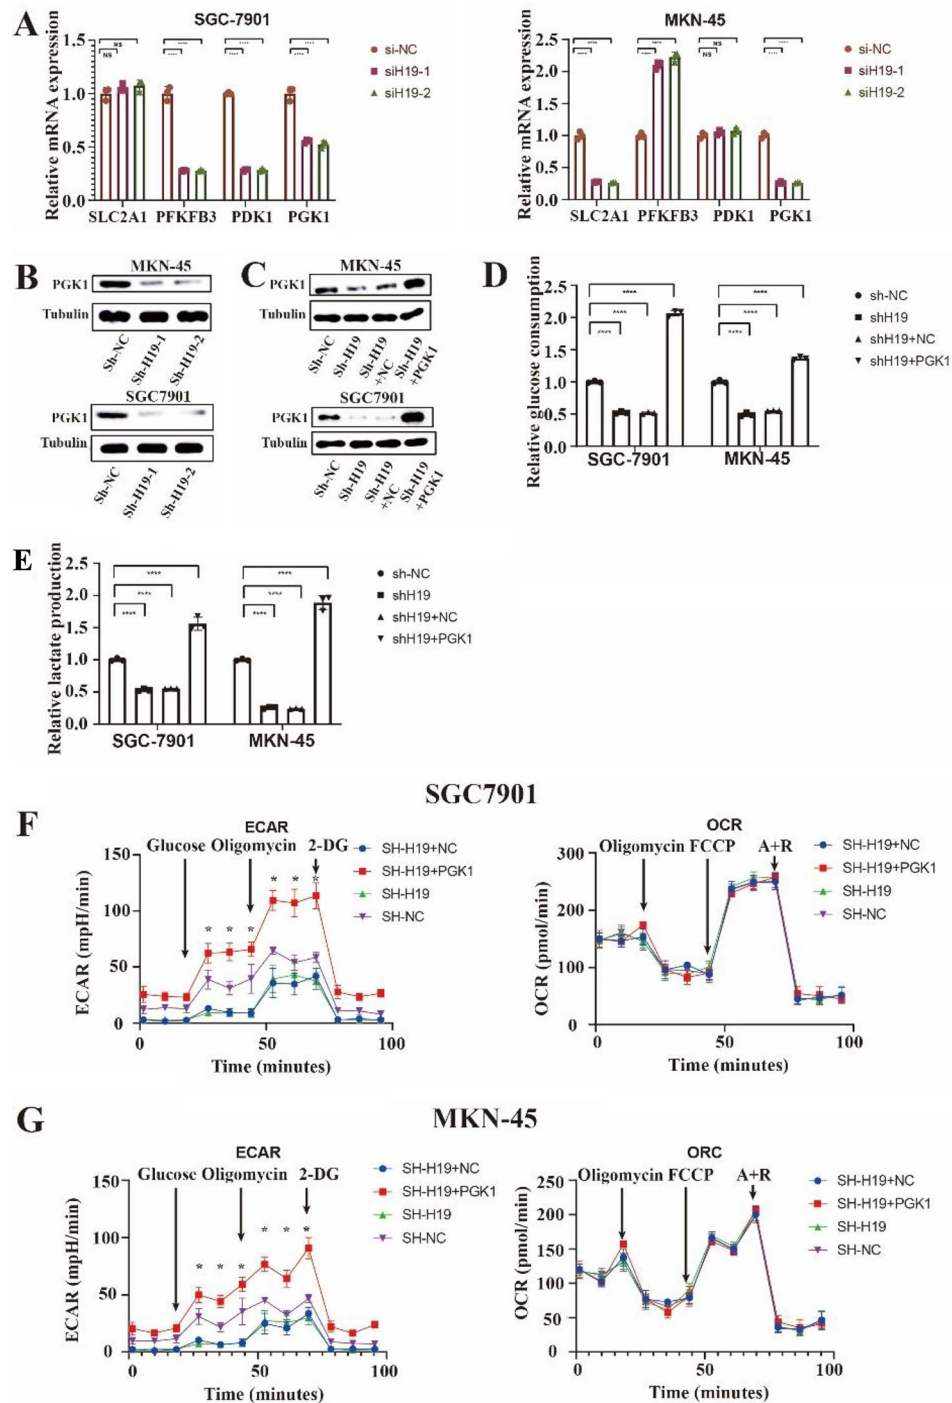 A
SGC-7901
Relative mRNA expression
1.5
1.0
0.5
0.0
NS
NS
****
****
****
****
****
****
SLC2A1 PFKFB3 PDK1 PGK1
si-NC
siH19-1
siH19-2
MKN-45
Relative mRNA expression
2.5
2.0
1.5
1.0
0.5
0.0
****
****
****
****
NS
NS
****
****
SLC2A1 PFKFB3 PDK1 PGK1
si-NC
siH19-1
siH19-2
B
MKN-45
PGK1
Tubulin
Sh-NC
Sh-H19-1
Sh-H19-2
SGC7901
PGK1
Tubulin
Sh-NC
Sh-H19-1
Sh-H19-2
C
MKN-45
PGK1
Tubulin
Sh-NC
Sh-H19
Sh-H19
+NC
Sh-H19
+PGK1
SGC7901
PGK1
Tubulin
Sh-NC
Sh-H19
Sh-H19
+NC
Sh-H19
+PGK1
D
Relative glucose consumption
2.5
2.0
1.5
1.0
0.5
0.0
****
****
****
****
****
****
SGC-7901 MKN-45
sh-NC
shH19
shH19+NC
shH19+PGK1
E
Relative lactate production
2.5
2.0
1.5
1.0
0.5
0.0
****
****
****
****
****
****
SGC-7901 MKN-45
sh-NC
shH19
shH19+NC
shH19+PGK1
SGC7901
F
ECAR
Glucose Oligomycin 2-DG
ECAR (mpH/min)
150
100
50
0
* * * * * *
0 50 100
Time (minutes)
SH-H19+NC
SH-H19+PGK1
SH-H19
SH-NC
OCR
Oligomycin FCCP A+R
OCR (pmol/min)
300
200
100
0
0 50 100
Time (minutes)
SH-H19+NC
SH-H19+PGK1
SH-H19
SH-NC
MKN-45
G
ECAR
Glucose Oligomycin 2-DG
ECAR (mpH/min)
150
100
50
0
* * * * * *
0 50 100
Time (minutes)
SH-H19+NC
SH-H19+PGK1
SH-H19
SH-NC
ORC
Oligomycin FCCP A+R
OCR (pmol/min)
250
200
150
100
50
0
0 50 100
Time (minutes)
SH-H19+NC
SH-H19+PGK1
SH-H19
SH-NC